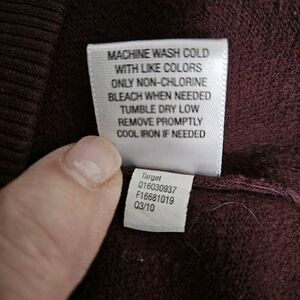 MACHINE WASH COLD
WITH LIKE COLORS
ONLY NON-CHLORINE
BLEACH WHEN NEEDED
TUMBLE DRY LOW
REMOVE PROMPTLY
COOL IRON IF NEEDED
Target
016030937
F16681019
Q3/10